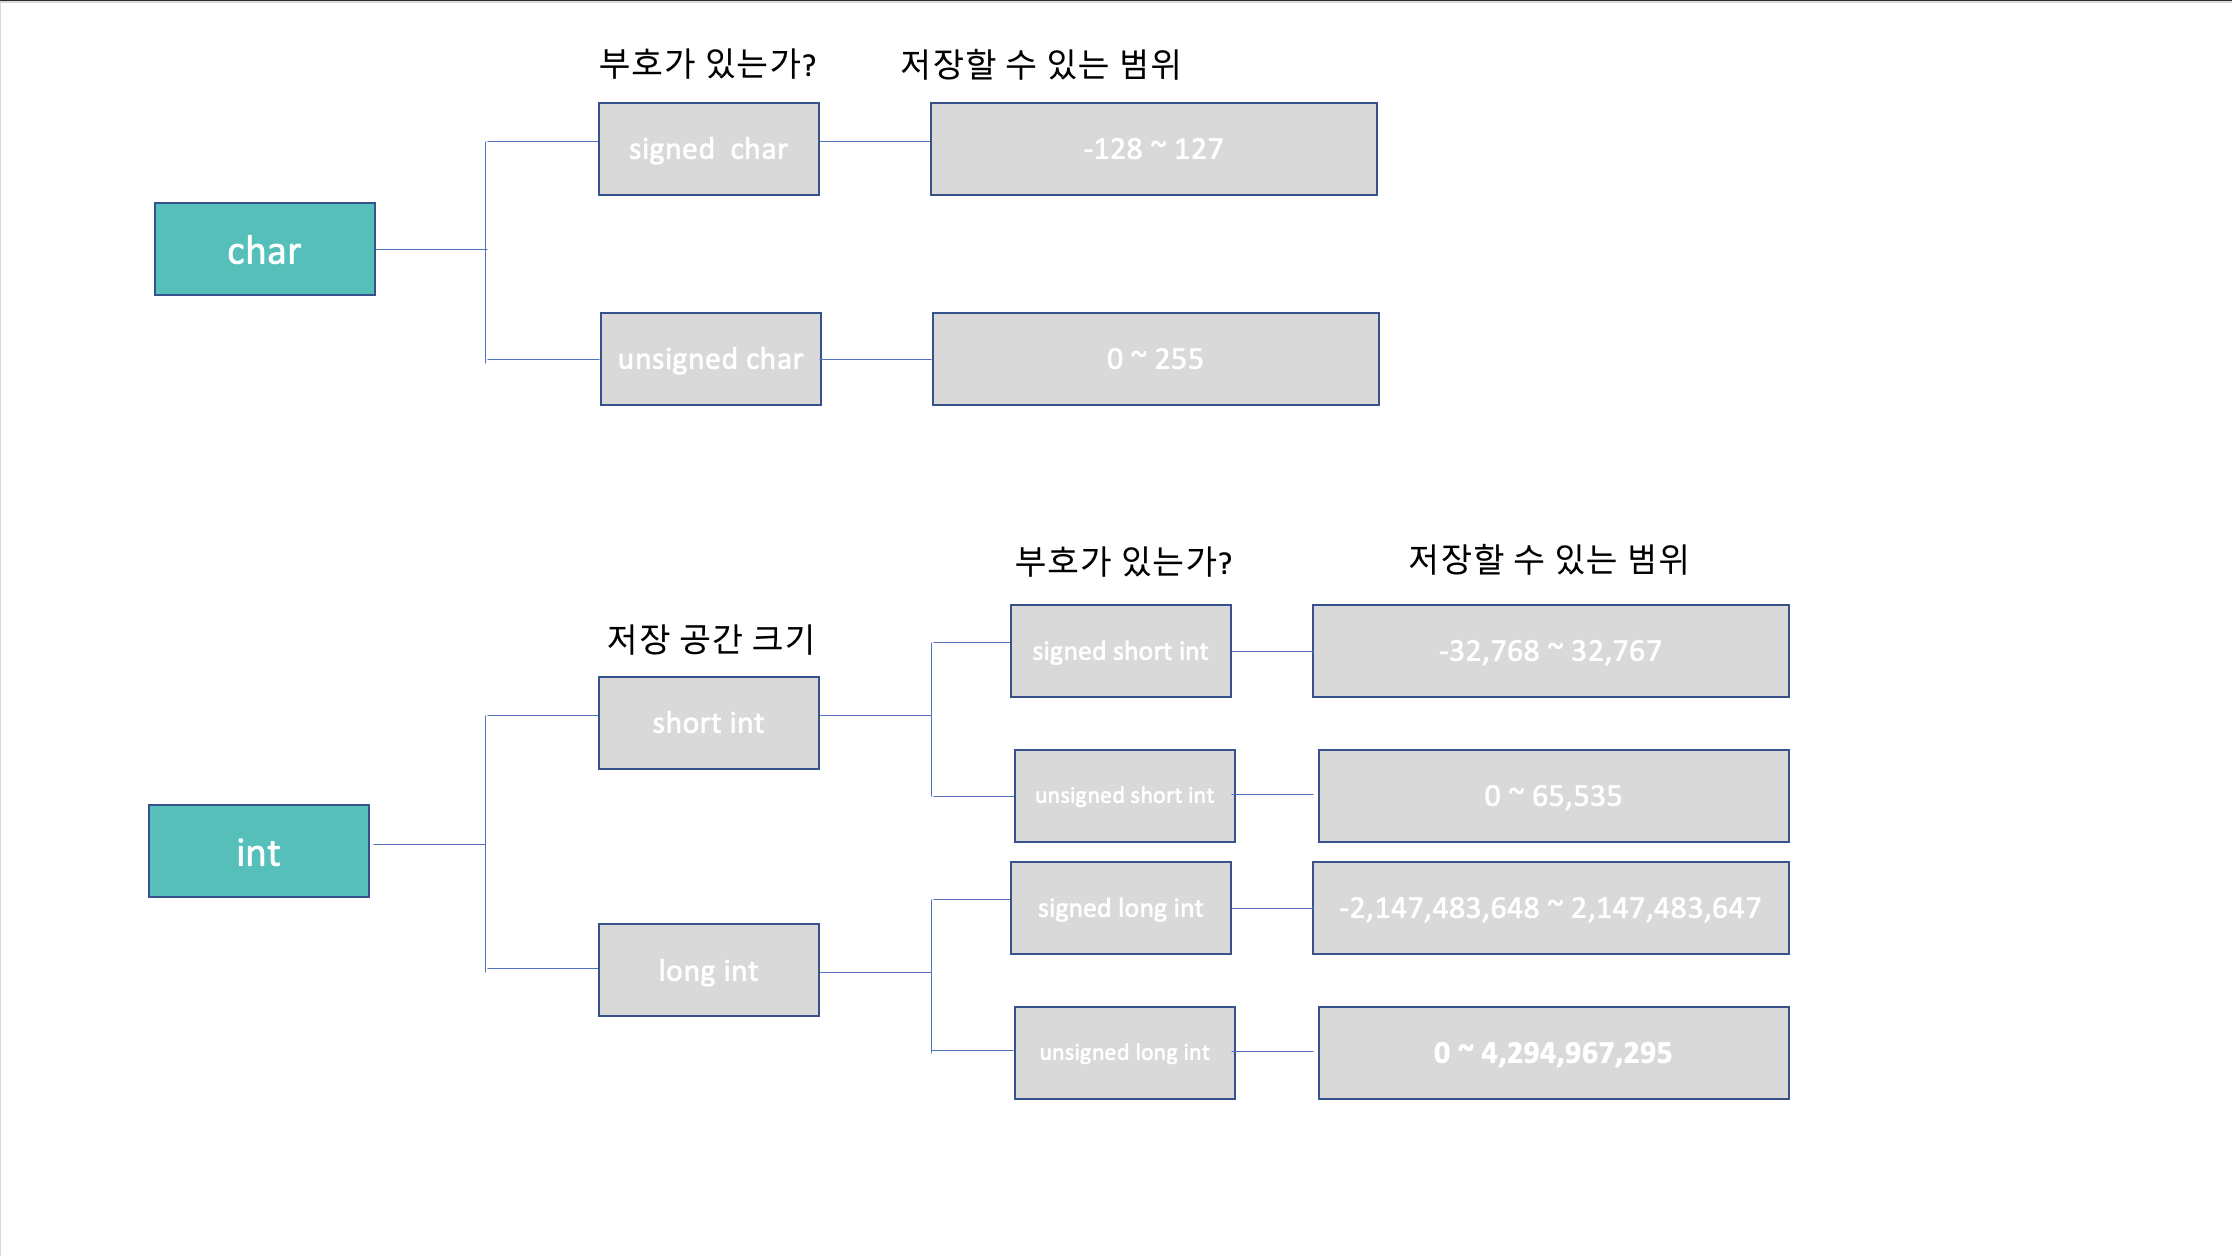 부호가 있는가?
저장할 수 있는 범위
signed  char
-128 ~ 127
char
unsigned char
0 ~ 255
부호가 있는가?
저장할 수 있는 범위
저장 공간 크기
signed short int
-32,768 ~ 32,767
short int
unsigned short int
0 ~ 65,535
int
signed long int
-2,147,483,648 ~ 2,147,483,647
long int
unsigned long int
0 ~ 4,294,967,295